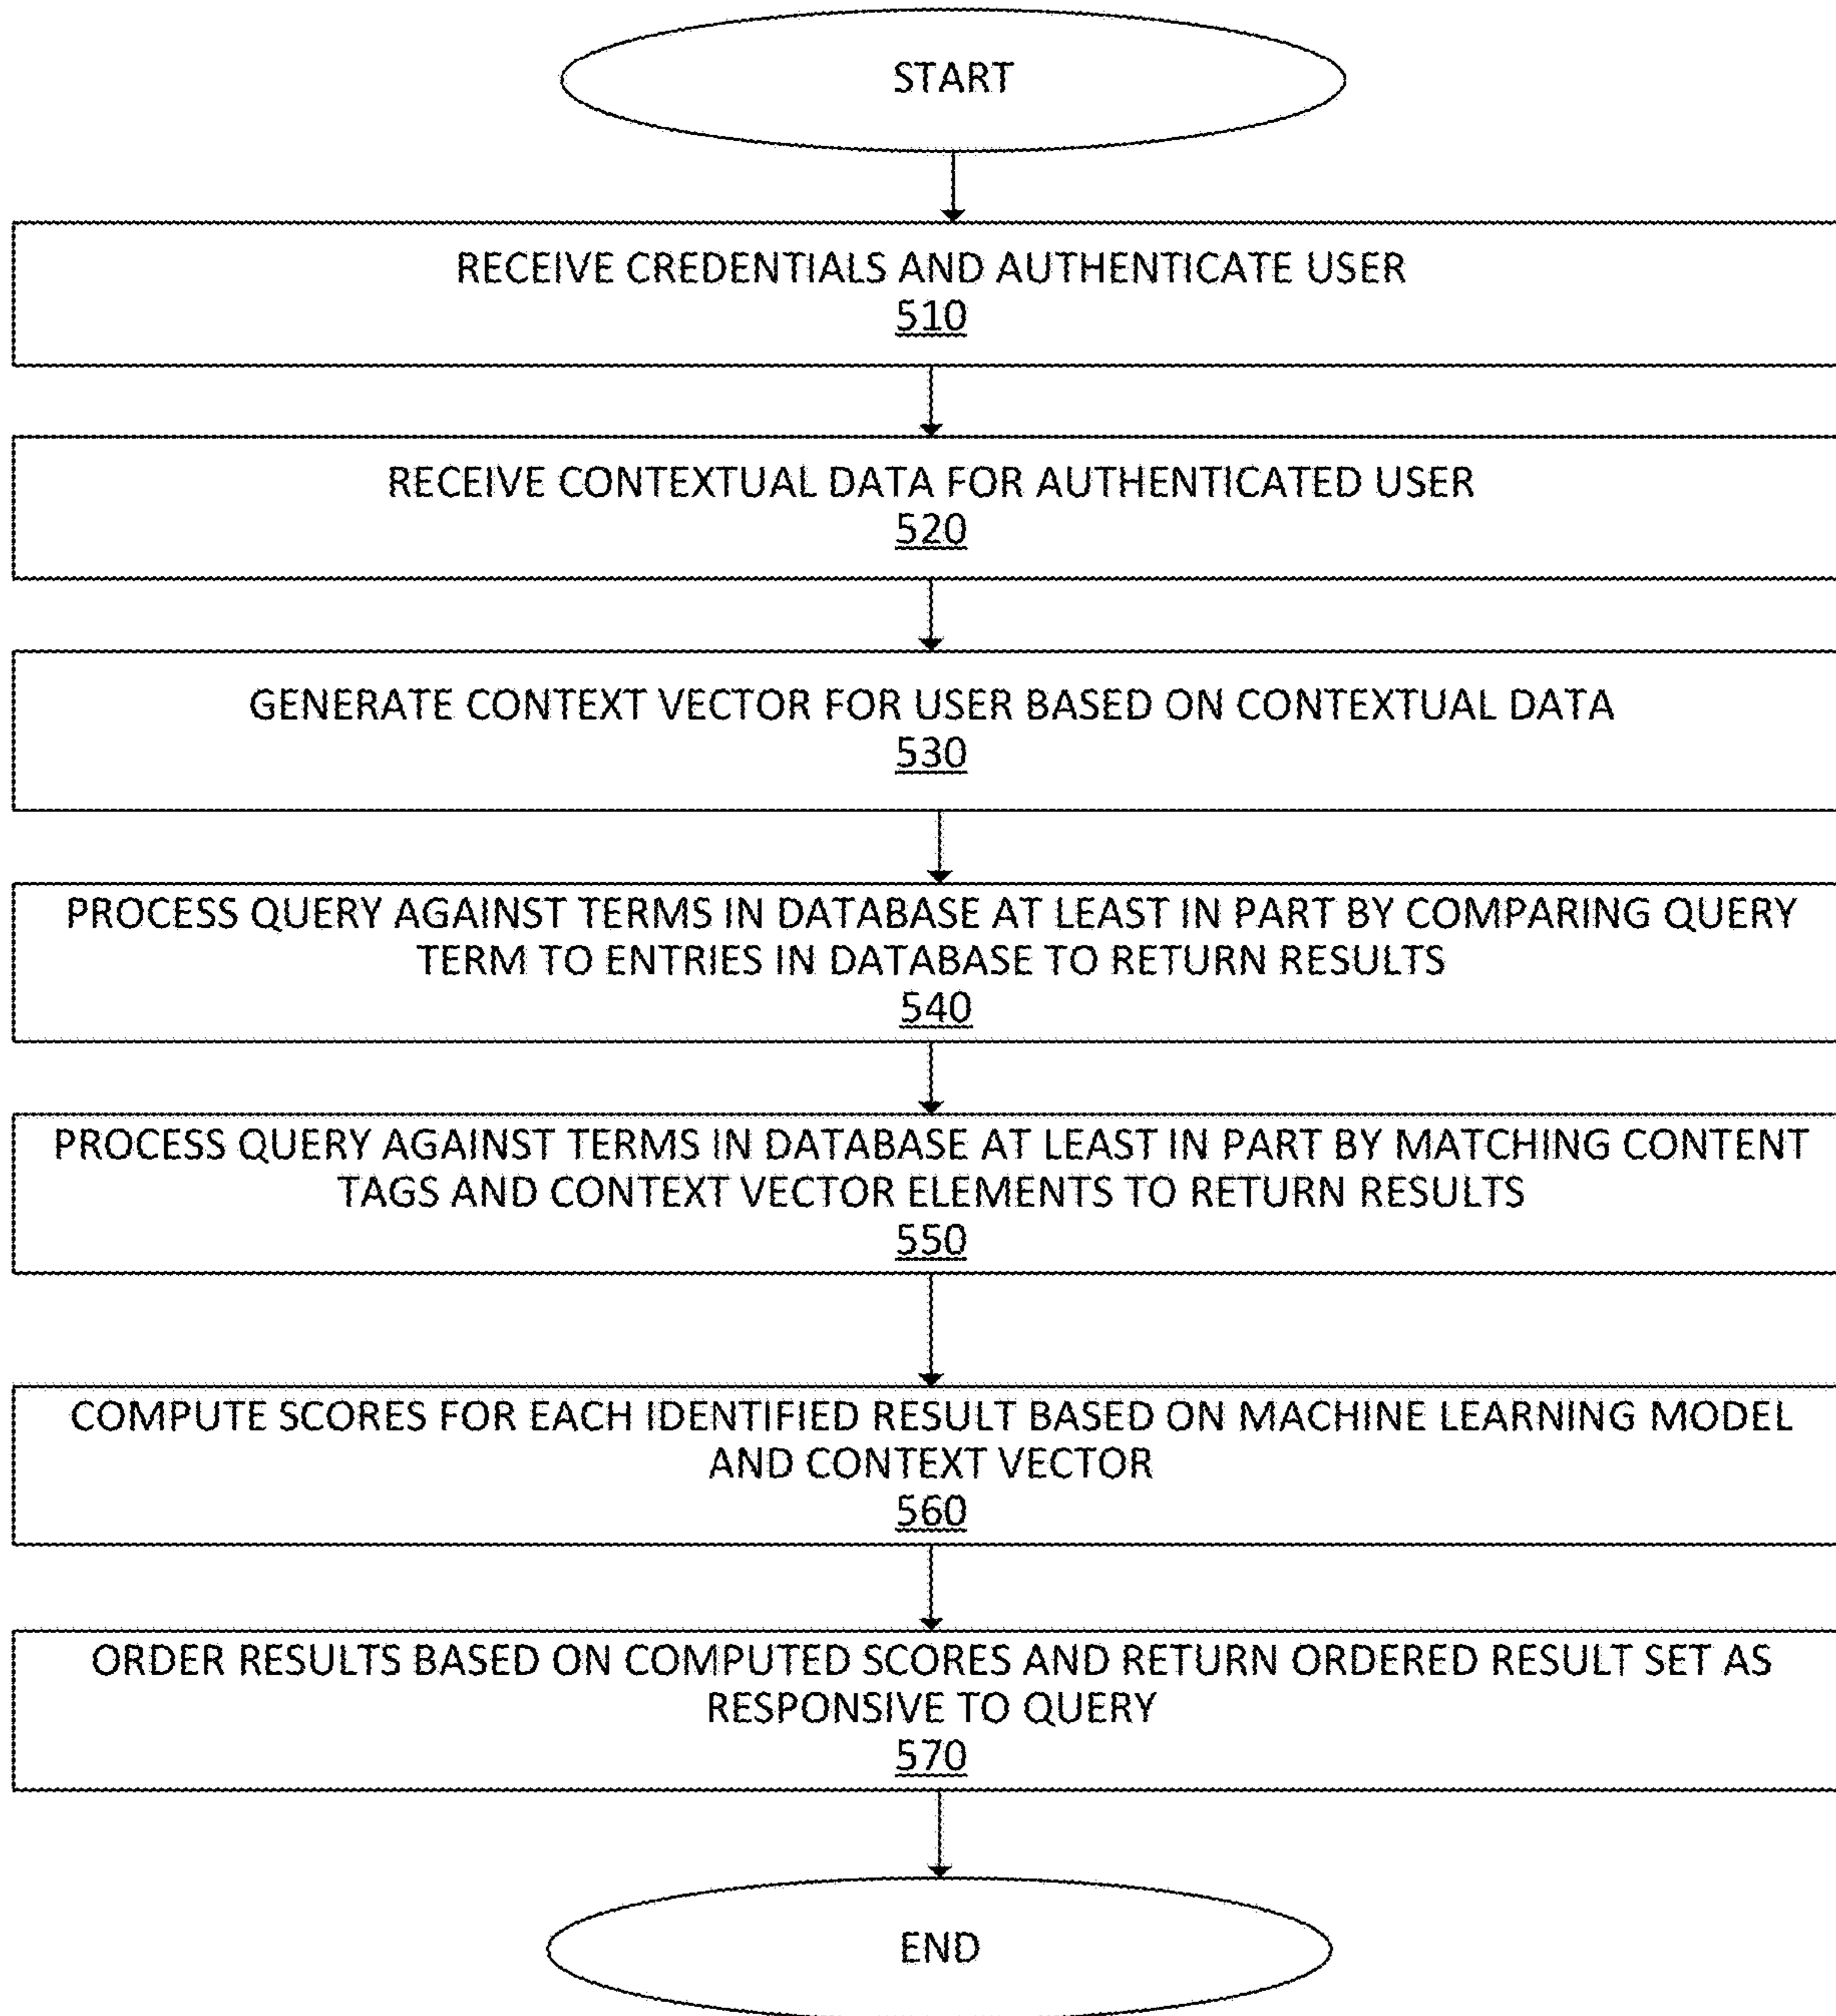 START
RECEIVE CREDENTIALS AND AUTHENTICATE USER
510
RECEIVE CONTEXTUAL DATA FOR AUTHENTICATED USER
520
GENERATE CONTEXT VECTOR FOR USER BASED ON CONTEXTUAL DATA
530
PROCESS QUERY AGAINST TERMS IN DATABASE AT LEAST IN PART BY COMPARING QUERY
TERM TO ENTRIES IN DATABASE TO RETURN RESULTS
540
PROCESS QUERY AGAINST TERMS IN DATABASE AT LEAST IN PART BY MATCHING CONTENT
TAGS AND CONTEXT VECTOR ELEMENTS TO RETURN RESULTS
550
COMPUTE SCORES FOR EACH IDENTIFIED RESULT BASED ON MACHINE LEARNING MODEL
AND CONTEXT VECTOR
560
ORDER RESULTS BASED ON COMPUTED SCORES AND RETURN ORDERED RESULT SET AS
RESPONSIVE TO QUERY
570
END